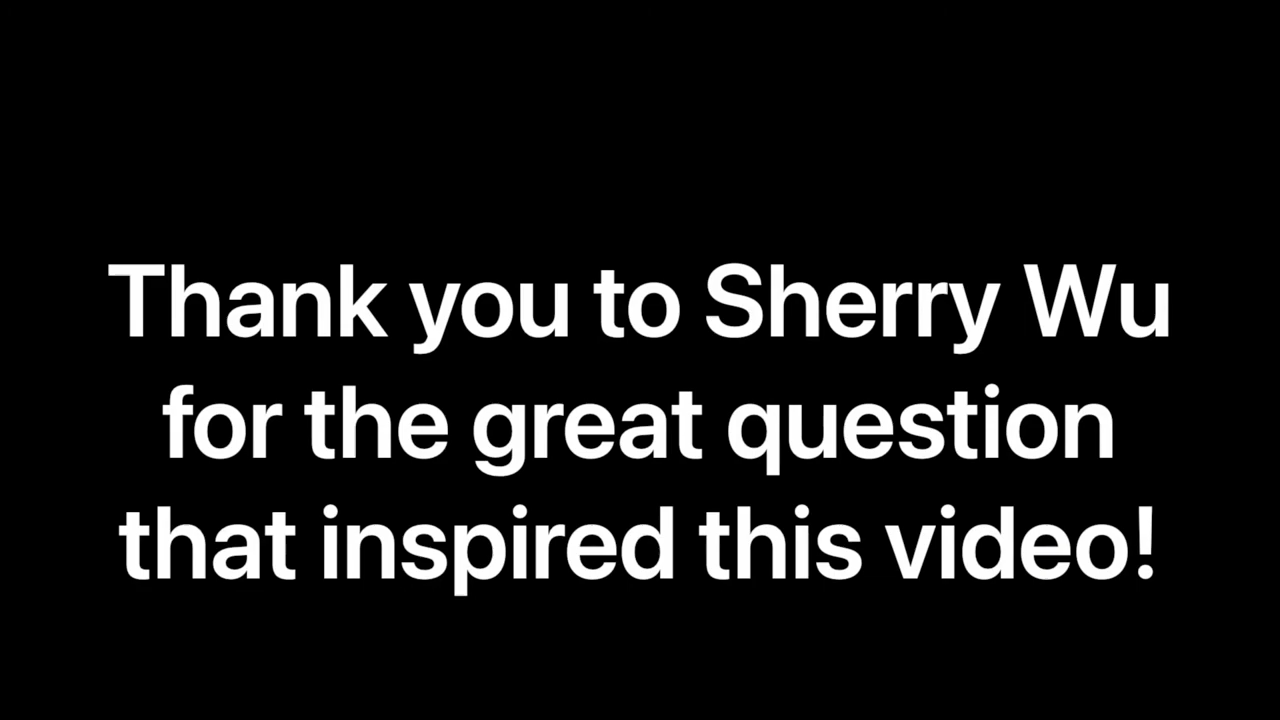 Thank you to Sherry Wu
for the great question
that inspired this video!